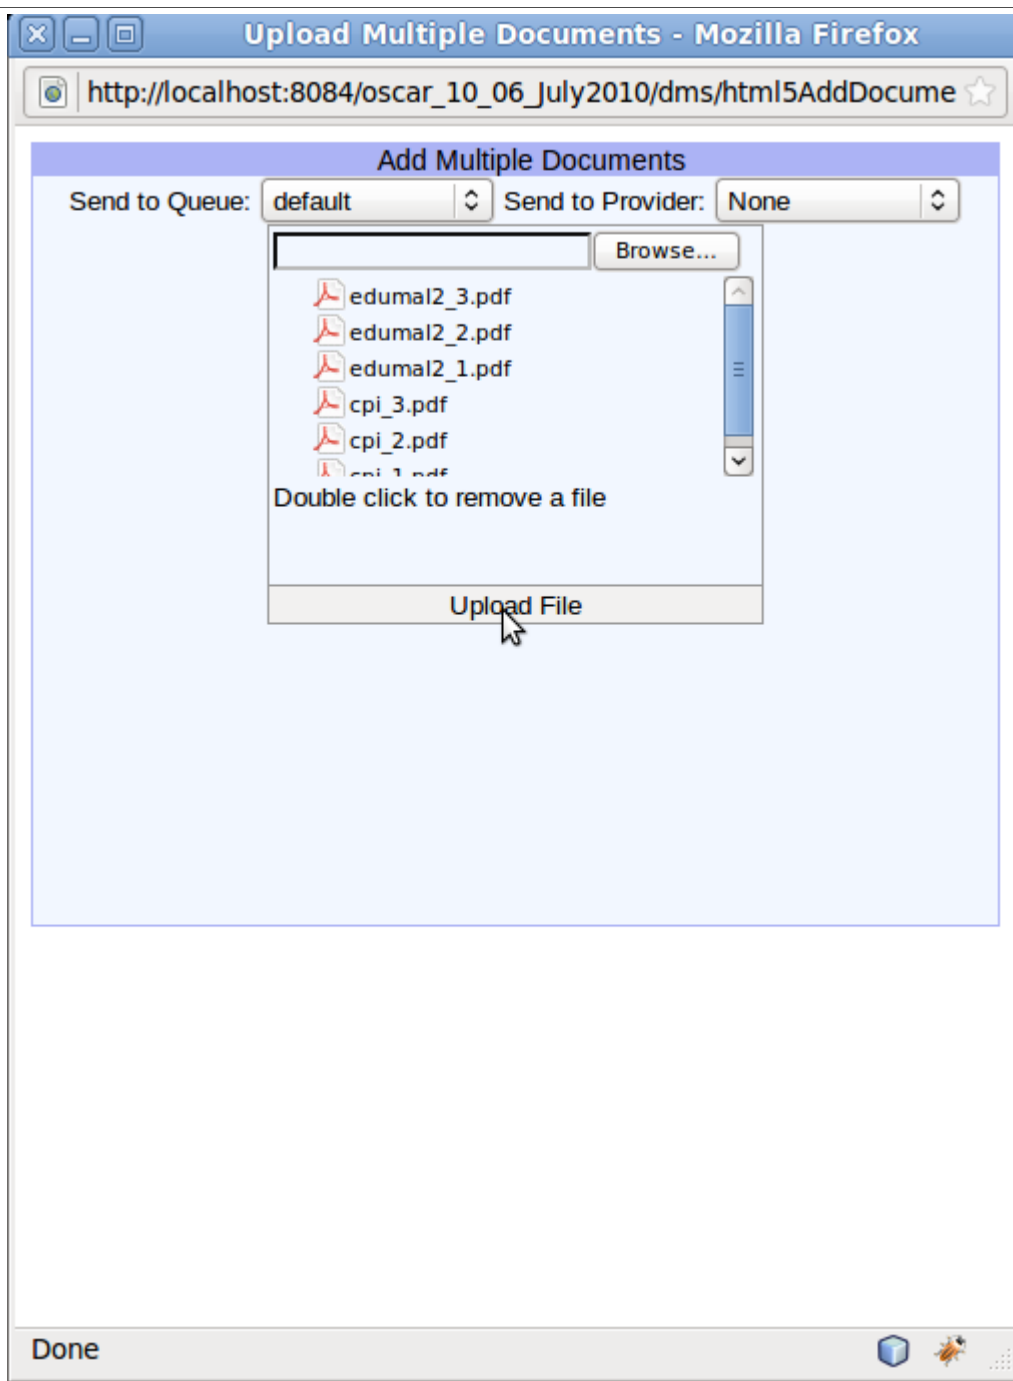 Upload Multiple Documents - Mozilla Firefox
http://localhost:8084/oscar_10_06_July2010/dms/html5AddDocume
Add Multiple Documents
Send to Queue: default Send to Provider: None
Browse...
edumal2_3.pdf
edumal2_2.pdf
edumal2_1.pdf
cpi_3.pdf
cpi_2.pdf
cpi_1.pdf
Double click to remove a file
Upload File
Done